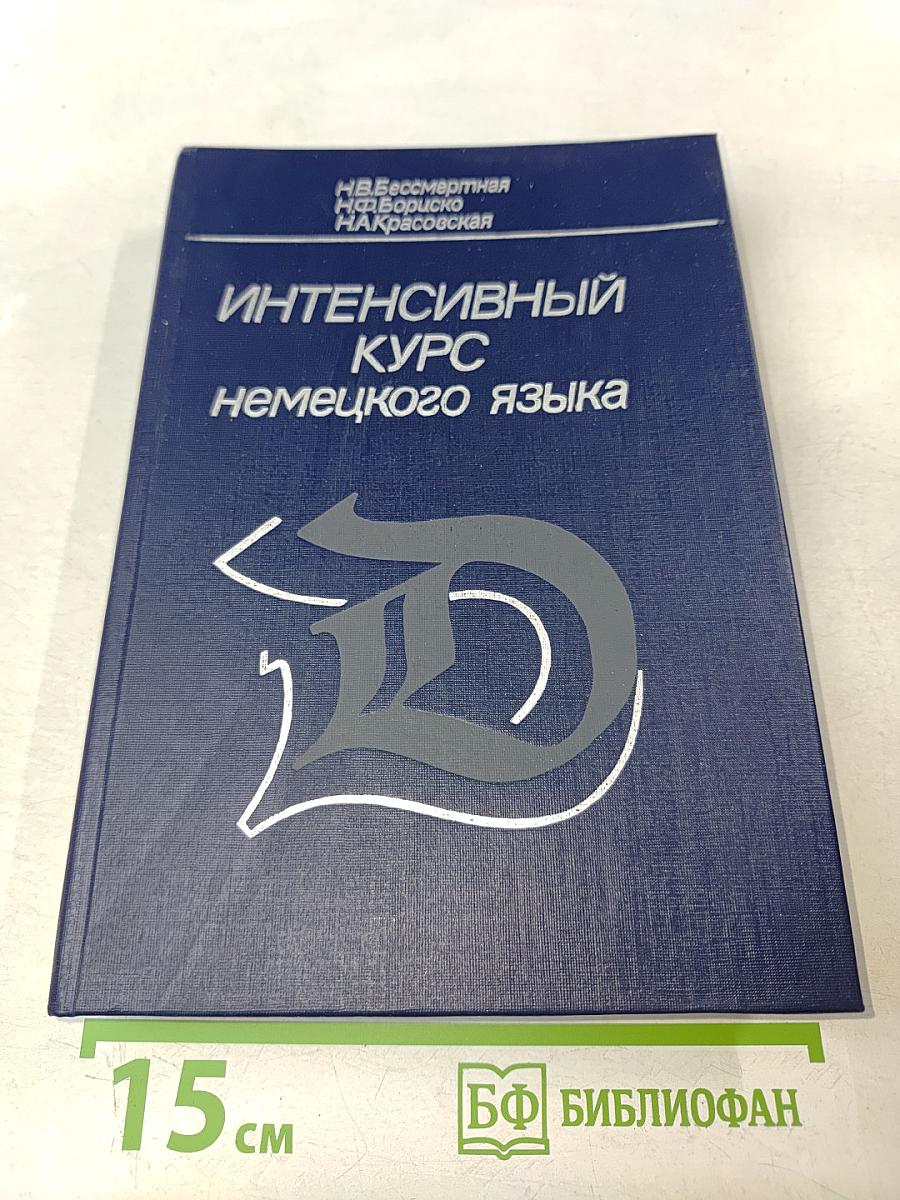 Н.В.Бессмертная
Н.Ф.Бориско
Н.А.Красовская
ИНТЕНСИВНЫЙ
КУРС
немецкого языка
D
15 см
БФ БИБЛИОФАН